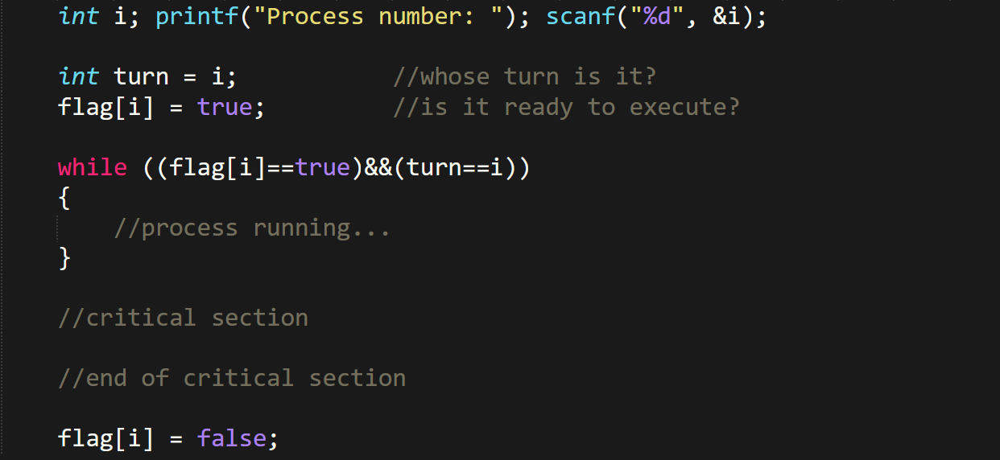 int i; printf("Process number: "); scanf("%d", &i);
int turn = i; //whose turn is it?
flag[i] = true; //is it ready to execute?
while ((flag[i]==true)&&(turn==i))
{
//process running...
}
//critical section
//end of critical section
flag[i] = false;